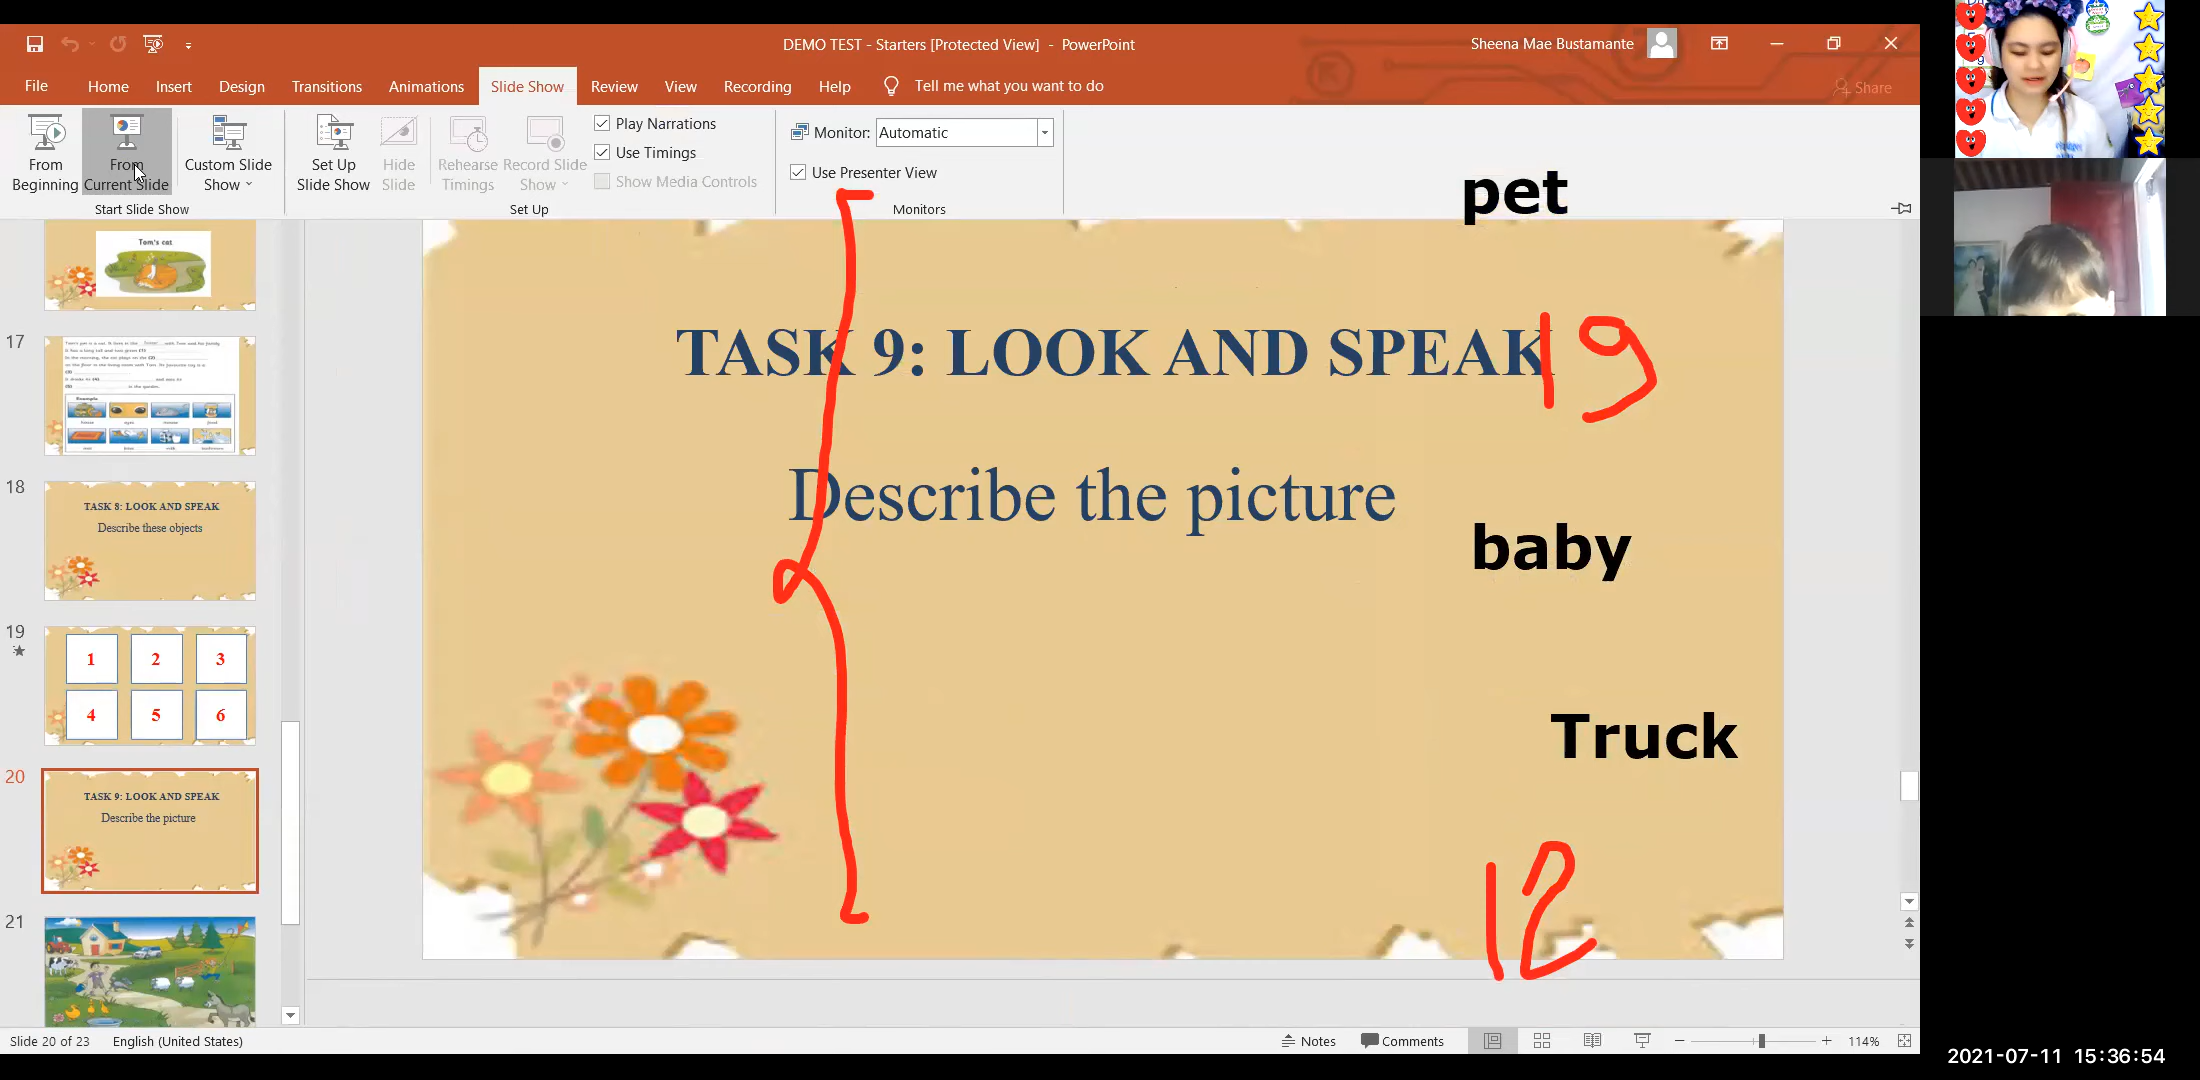 DEMO TEST - Starters [Protected View] - PowerPoint
Sheena Mae Bustamante
File Home Insert Design Transitions Animations Slide Show Review View Recording Help Tell me what you want to do
Share
From Beginning
From Current Slide
Custom Slide Show
Start Slide Show
Set Up Slide Show
Hide Slide
Rehearse Timings
Record Slide Show
Play Narrations
Use Timings
Show Media Controls
Set Up
Monitor: Automatic
Use Presenter View
Monitors
pet
19
TASK 9: LOOK AND SPEAK
Describe the picture
baby
Truck
12
Tom's cat
17
Example
18
TASK 8: LOOK AND SPEAK
Describe these objects
19
1 2 3
4 5 6
20
TASK 9: LOOK AND SPEAK
Describe the picture
21
Slide 20 of 23 English (United States)
Notes Comments
114%
2021-07-11 15:36:54